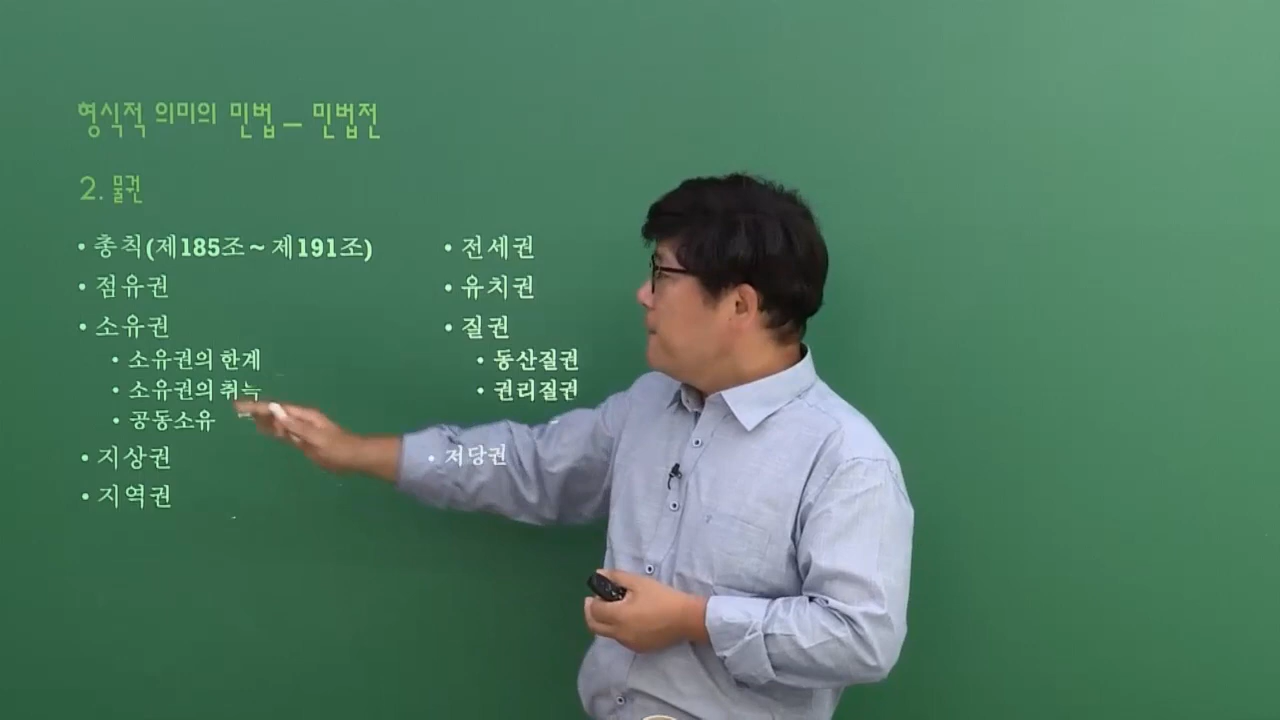 형식적 의미의 민법 – 민법전
2. 물권
• 총칙(제185조~ 제191조)
• 점유권
• 소유권
• 소유권의 한계
• 소유권의 취득
• 공동소유
• 지상권
• 지역권
• 전세권
• 유치권
• 질권
• 동산질권
• 권리질권
• 저당권